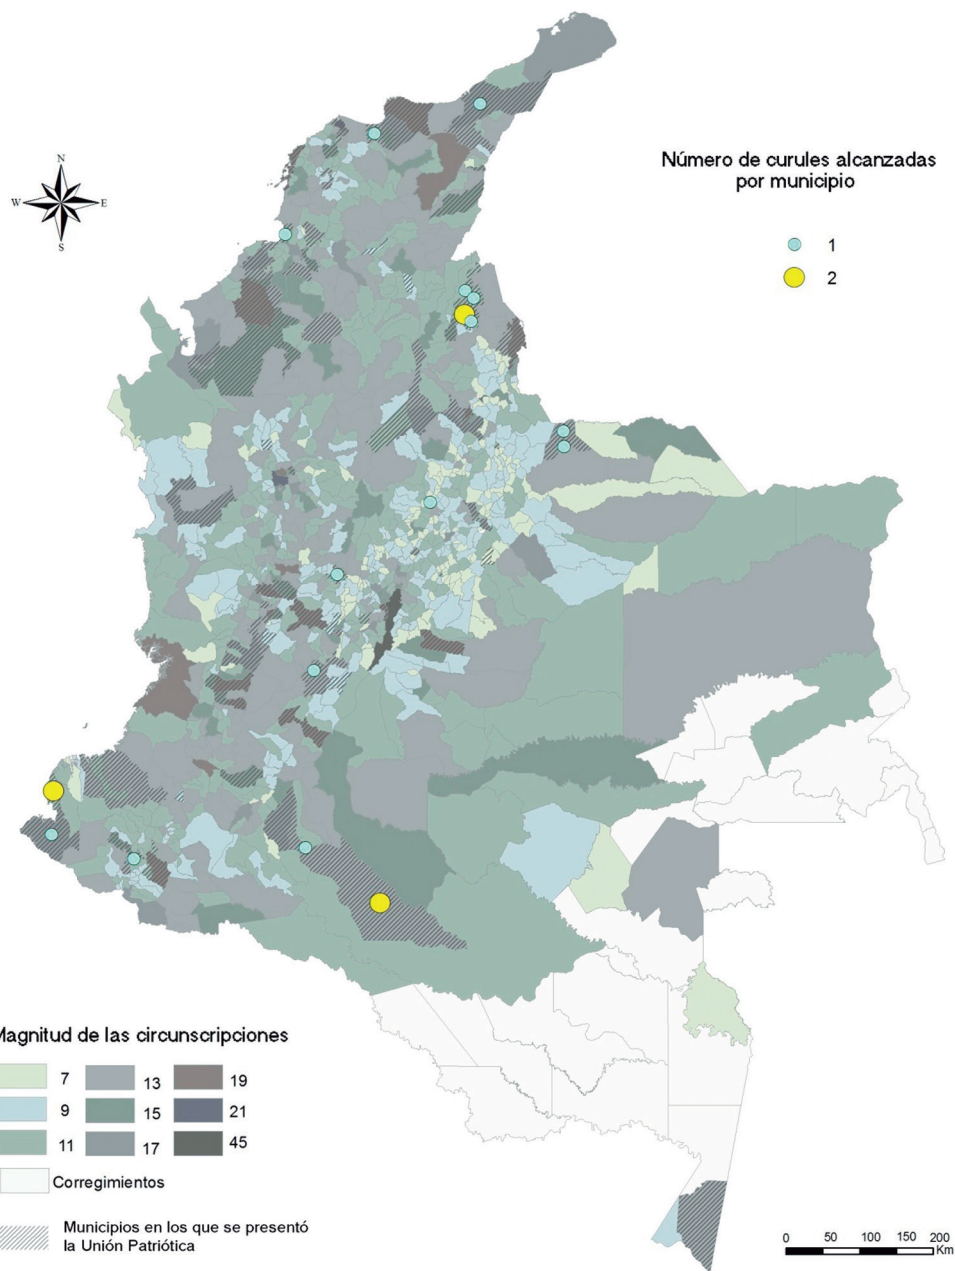 N
W
E
S
Número de curules alcanzadas
por municipio
1
2
Magnitud de las circunscripciones
7 13 19
9 15 21
11 17 45
Corregimientos
Municipios en los que se presentó
la Unión Patriótica
0 50 100 150 200
Km